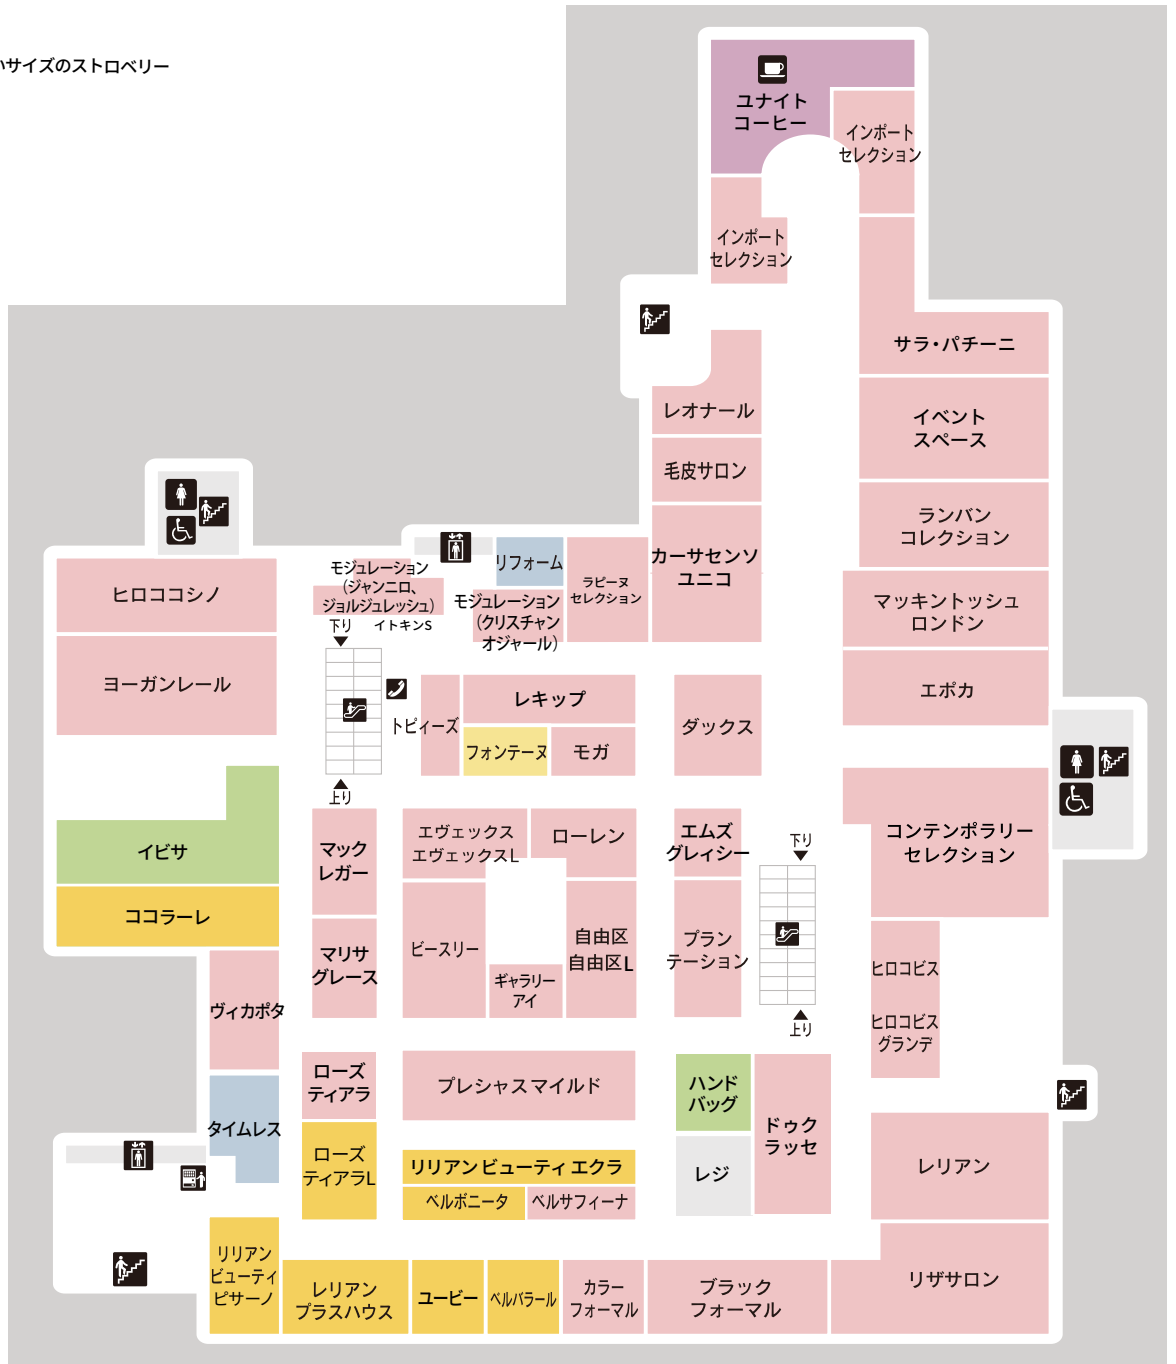 サイズのストロベリー
ユナイト
コーヒー
インポート
セレクション
インポート
セレクション
サラ・パチーニ
レオナール
イベント
スペース
毛皮サロン
ランバン
コレクション
カーサセンソ
ユニコ
リフォーム
ラピーヌ
セレクション
モジュレーション
（ジャンニロ、
ジョルジュレッシュ）
イトキンS
モジュレーション
（クリスチャン
オジャール）
ヒロココシノ
ヨーガンレール
マッキントッシュ
ロンドン
エポカ
下り
上り
トピィーズ
レキップ
フォンテーヌ
モガ
ダックス
コンテンポラリー
セレクション
イビサ
ココラーレ
マック
レガー
エヴェックス
エヴェックスL
ローレン
エムズ
グレィシー
下り
上り
マリサ
グレース
ビースリー
ギャラリー
アイ
自由区
自由区L
プラン
テーション
ヒロコビス
ヒロコビス
グランデ
ヴィカポタ
タイムレス
ローズ
ティアラ
ローズ
ティアラL
プレシャスマイルド
ハンド
バッグ
レジ
ドゥク
ラッセ
リリアン ビューティ エクラ
ベルボニータ
ベルサフィーナ
レリアン
リザサロン
リリアン
ビューティ
ピサーノ
レリアン
プラスハウス
ユービー
ベルバラール
カラー
フォーマル
ブラック
フォーマル